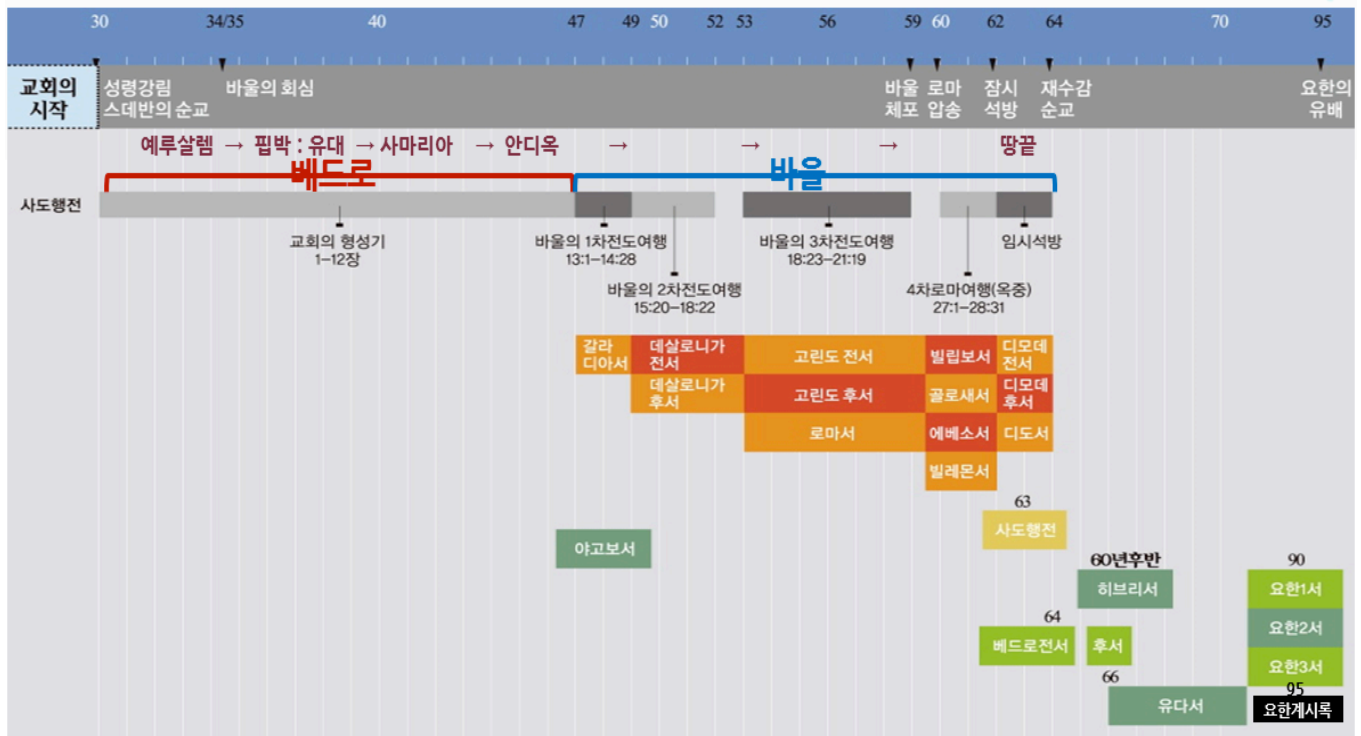 30 34/35 40 47 49 50 52 53 56 59 60 62 64 70 95
교회의
시작
성령강림
스데반의 순교
바울의 회심
바울
체포
로마
압송
잠시
석방
재수감
순교
요한의
유배
예루살렘 → 핍박 : 유대 → 사마리아 → 안디옥 → → → 땅끝
베드로
바울
사도행전
교회의 형성기
1-12장
바울의 1차전도여행
13:1-14:28
바울의 3차전도여행
18:23-21:19
임시석방
바울의 2차전도여행
15:20-18:22
4차로마여행(옥중)
27:1-28:31
갈라
디아서
데살로니가
전서
고린도 전서
빌립보서
디모데
전서
데살로니가
후서
고린도 후서
골로새서
디모데
후서
로마서
에베소서
디도서
빌레몬서
63
사도행전
야고보서
60년후반
히브리서
90
요한1서
요한2서
64
베드로전서
후서
요한3서
66
유다서
95
요한계시록